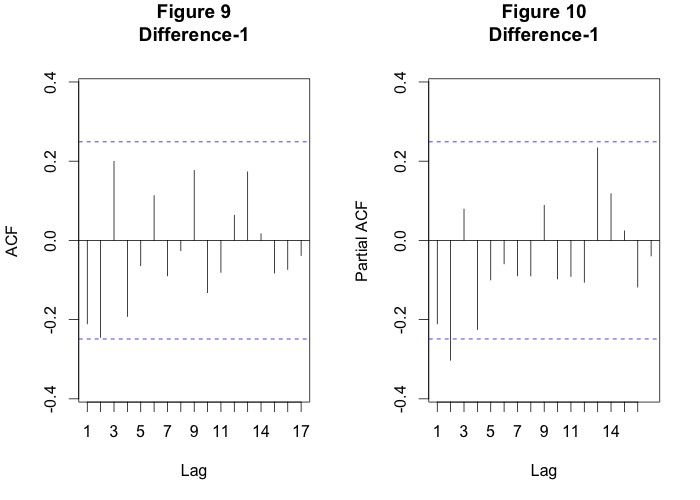 Figure 9
Difference-1
ACF
0.4
0.2
0.0
-0.2
-0.4
1 3 5 7 9 11 14 17
Lag
Figure 10
Difference-1
Partial ACF
0.4
0.2
0.0
-0.2
-0.4
1 3 5 7 9 11 14
Lag